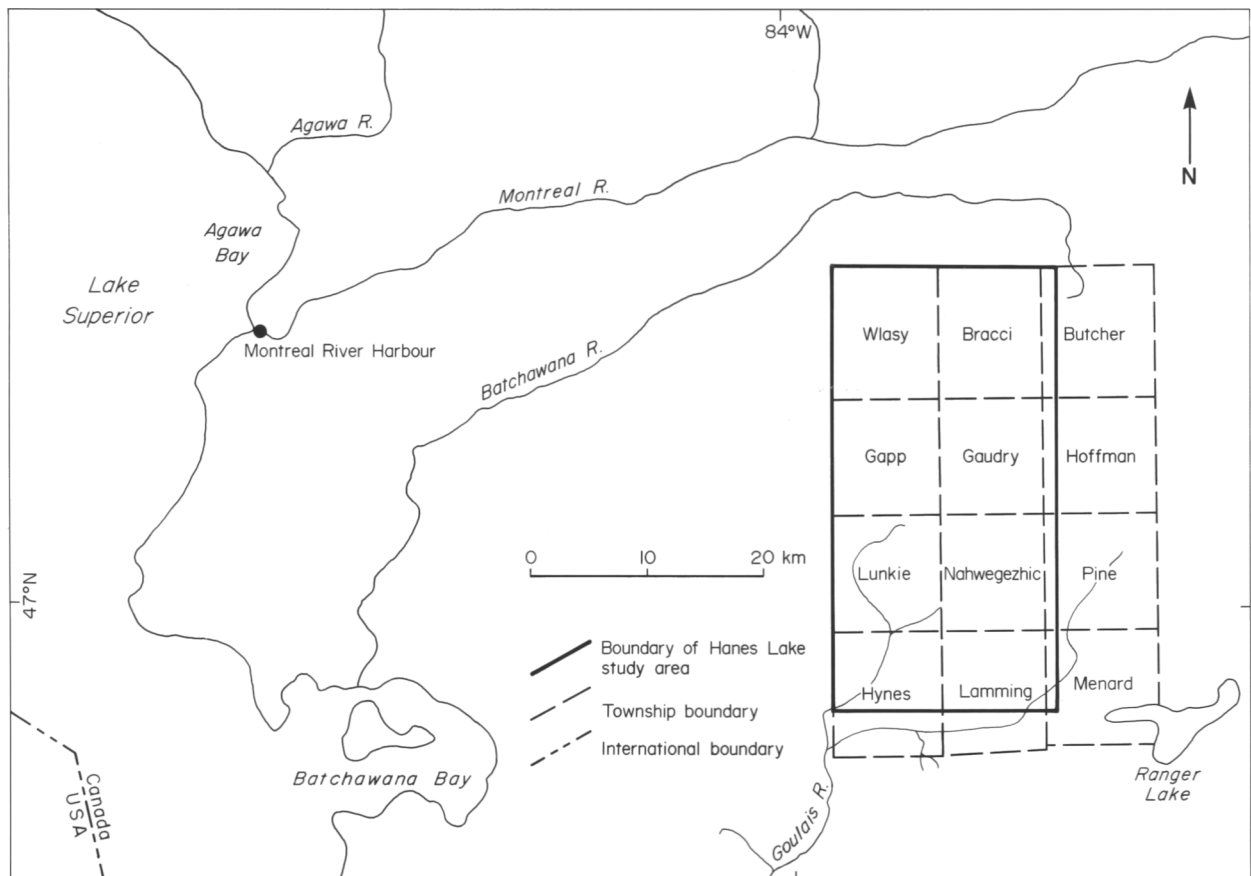 84°W
Agawa R.
N
Montreal R.
Agawa
Bay
Lake
Superior
Montreal River Harbour
Batchawana R.
Wlasy
Bracci
Butcher
Gapp
Gaudry
Hoffman
0 10 20 km
Lunkie
Nahwegezhic
Pine
47°N
Boundary of Hanes Lake
study area
Hynes
Lamming
Menard
Township boundary
International boundary
Batchawana Bay
Canada
USA
Goulais R.
Ranger
Lake